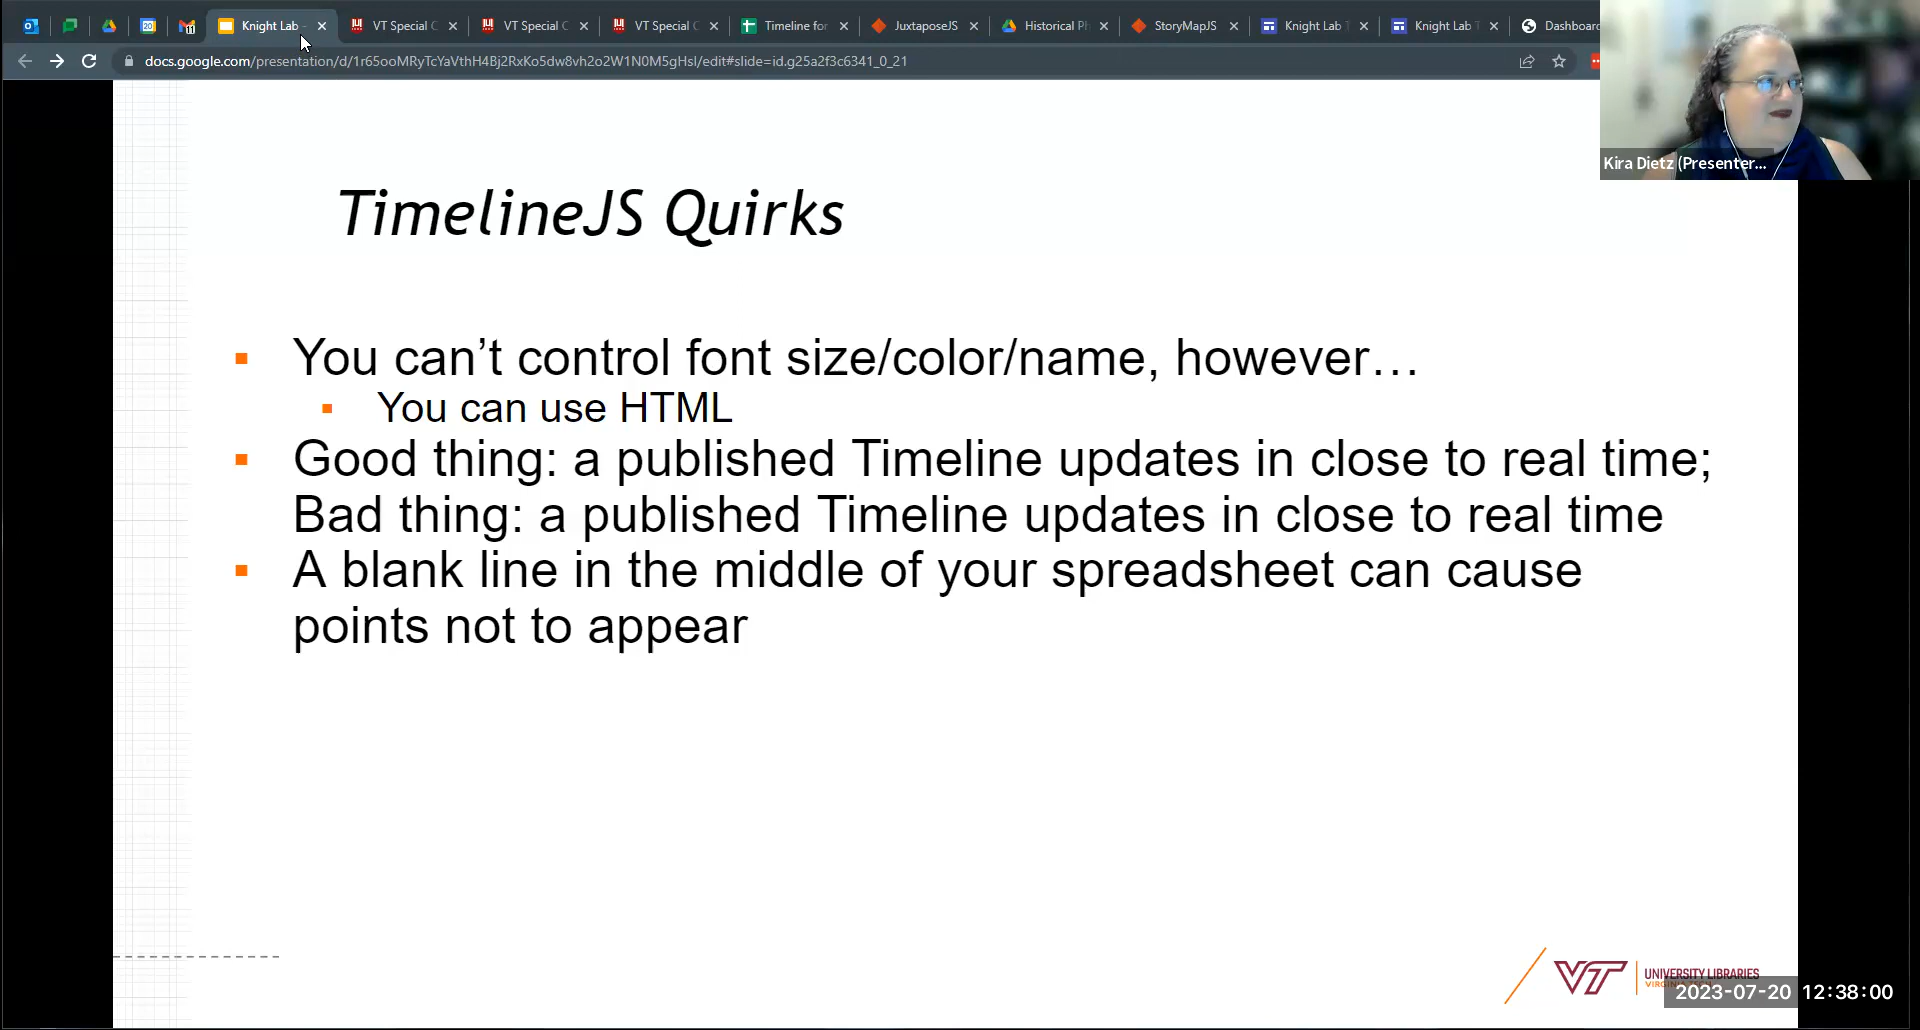 Knight Lab
VT Special C
VT Special C
VT Special C
Timeline for
JuxtaposeJS
Historical Ph
StoryMapJS
Knight Lab T
Knight Lab T
Dashboard
docs.google.com/presentation/d/1r65ooMRyTcYaVthH4Bj2RxKo5dw8vh2o2W1N0M5gHsI/edit#slide=id.g25a2f3c6341_0_21
Kira Dietz (Presenter...
TimelineJS Quirks
You can’t control font size/color/name, however…
You can use HTML
Good thing: a published Timeline updates in close to real time;
Bad thing: a published Timeline updates in close to real time
A blank line in the middle of your spreadsheet can cause
points not to appear
VT
UNIVERSITY LIBRARIES
2023-07-20 12:38:00